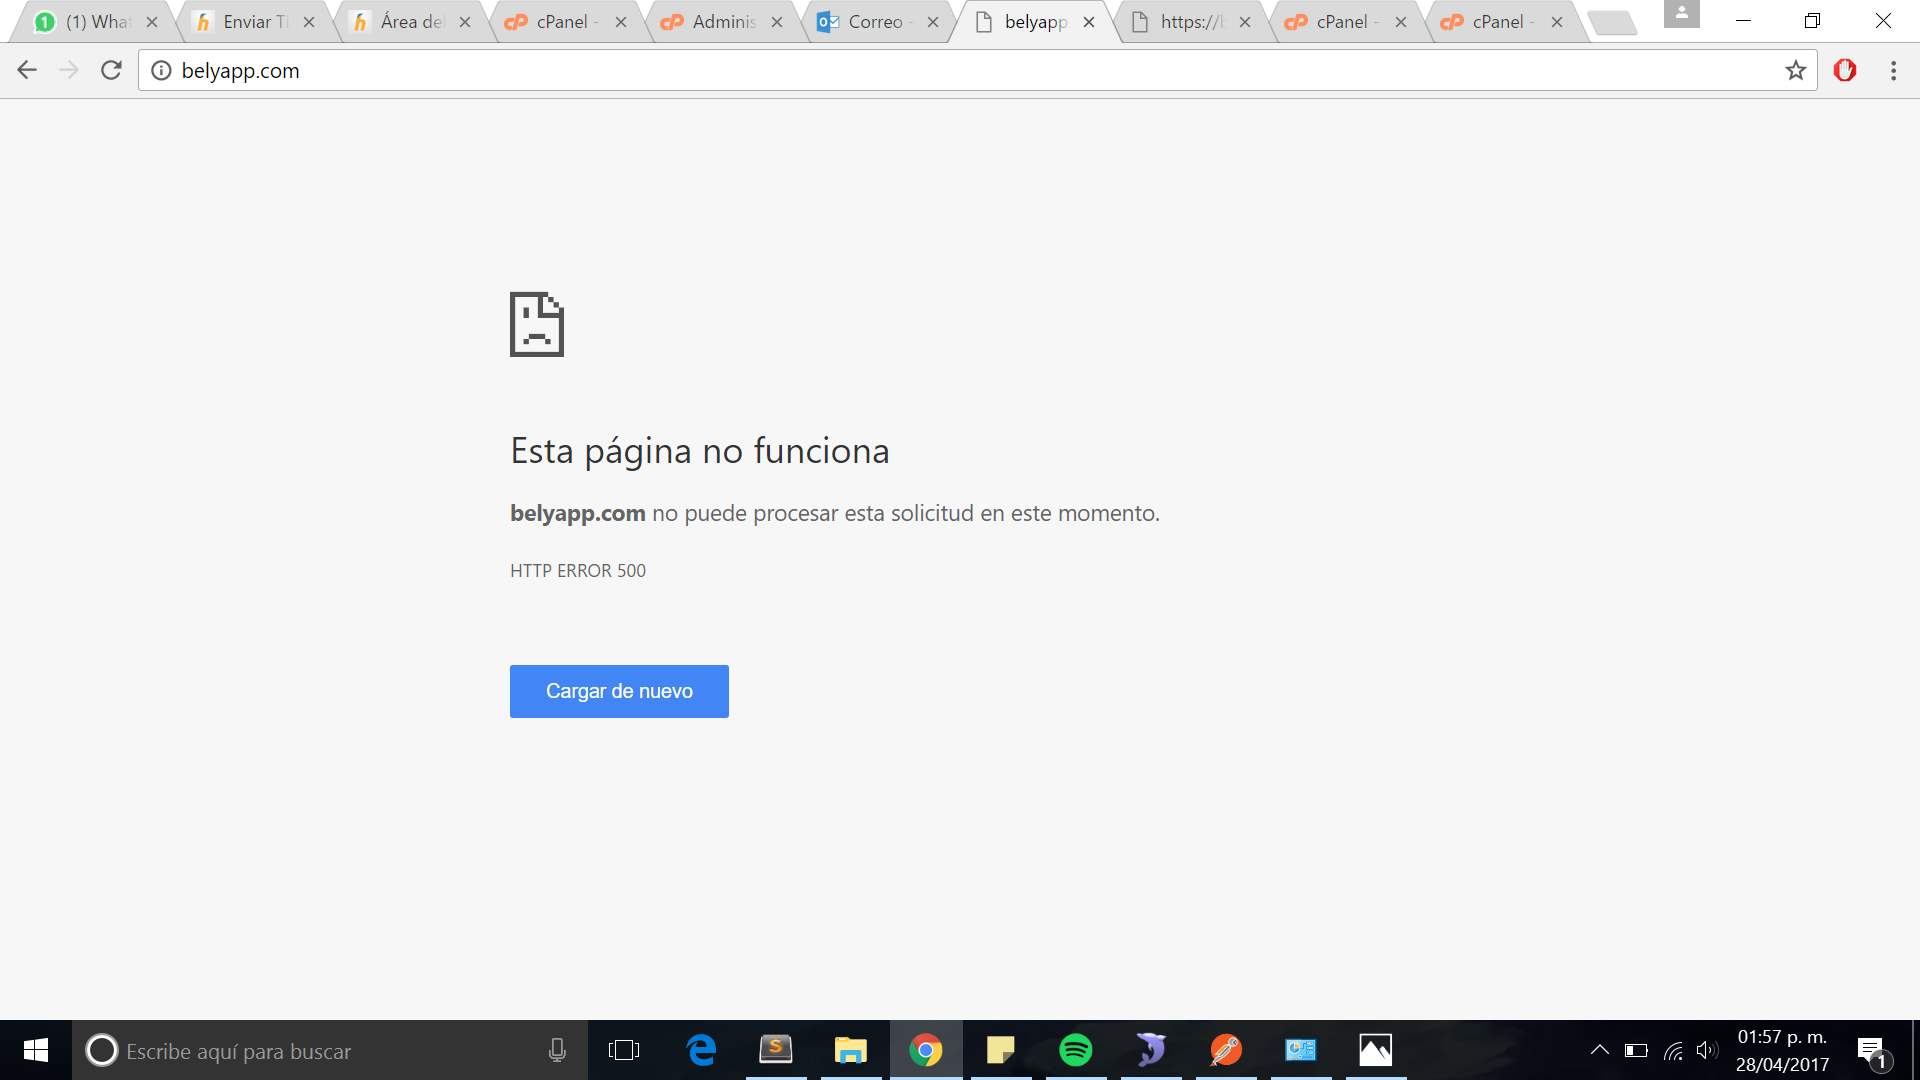 (1) What
Enviar Ti
Área del
cPanel -
Adminis
Correo -
belyapp
https://b
cPanel -
cPanel -
belyapp.com
Esta página no funciona
belyapp.com no puede procesar esta solicitud en este momento.
HTTP ERROR 500
Cargar de nuevo
Escribe aquí para buscar
01:57 p. m.
28/04/2017
1